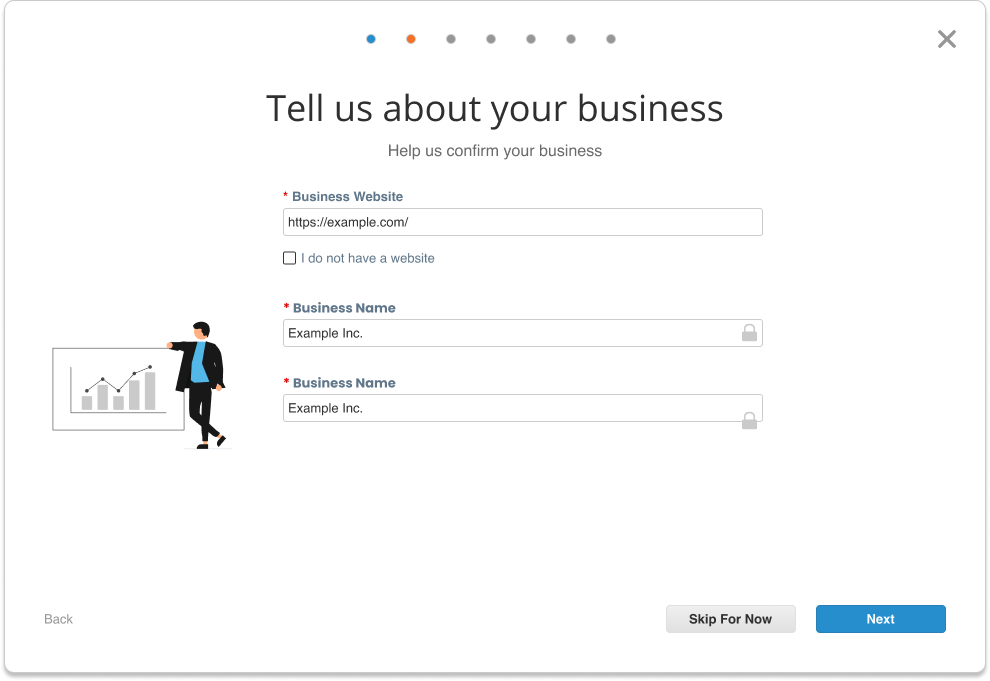 Tell us about your business
Help us confirm your business
* Business Website
https://example.com/
I do not have a website
* Business Name
Example Inc.
* Business Name
Example Inc.
Back
Skip For Now
Next